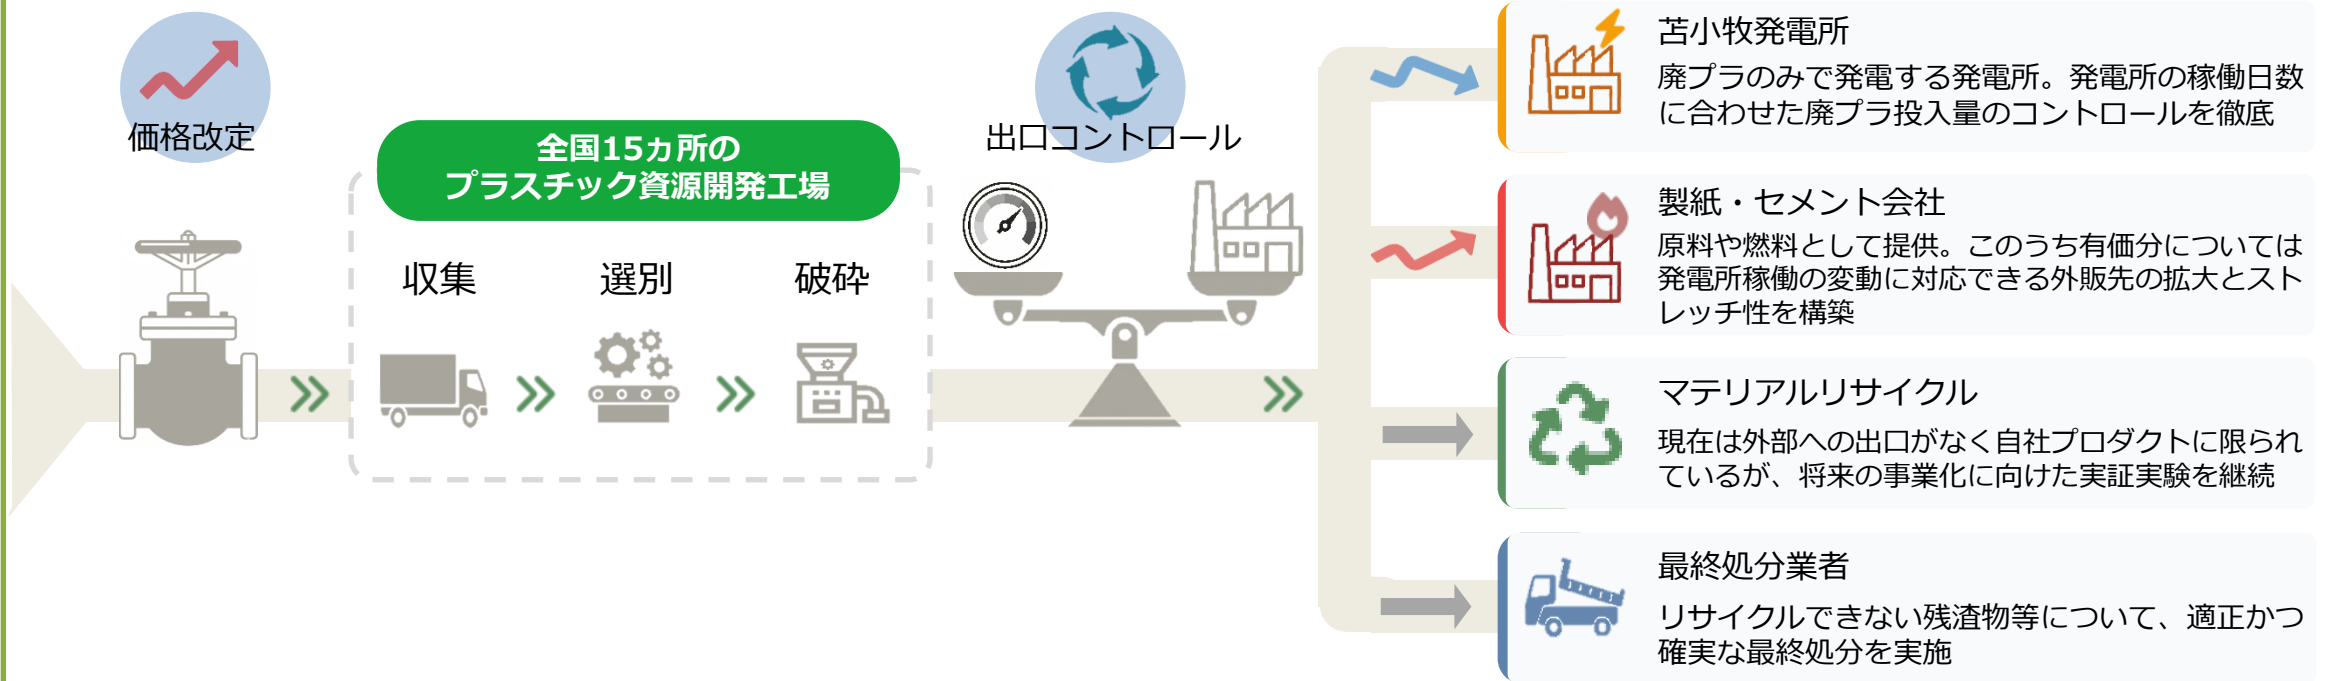 価格改定
全国15ヵ所の
プラスチック資源開発工場
収集
選別
破砕
出口コントロール
苫小牧発電所
廃プラのみで発電する発電所。発電所の稼働日数
に合わせた廃プラ投入量のコントロールを徹底
製紙・セメント会社
原料や燃料として提供。このうち有価分については
発電所稼働の変動に対応できる外販先の拡大とスト
レッチ性を構築
マテリアルリサイクル
現在は外部への出口がなく自社プロダクトに限られ
ているが、将来の事業化に向けた実証実験を継続
最終処分業者
リサイクルできない残渣物等について、適正かつ
確実な最終処分を実施